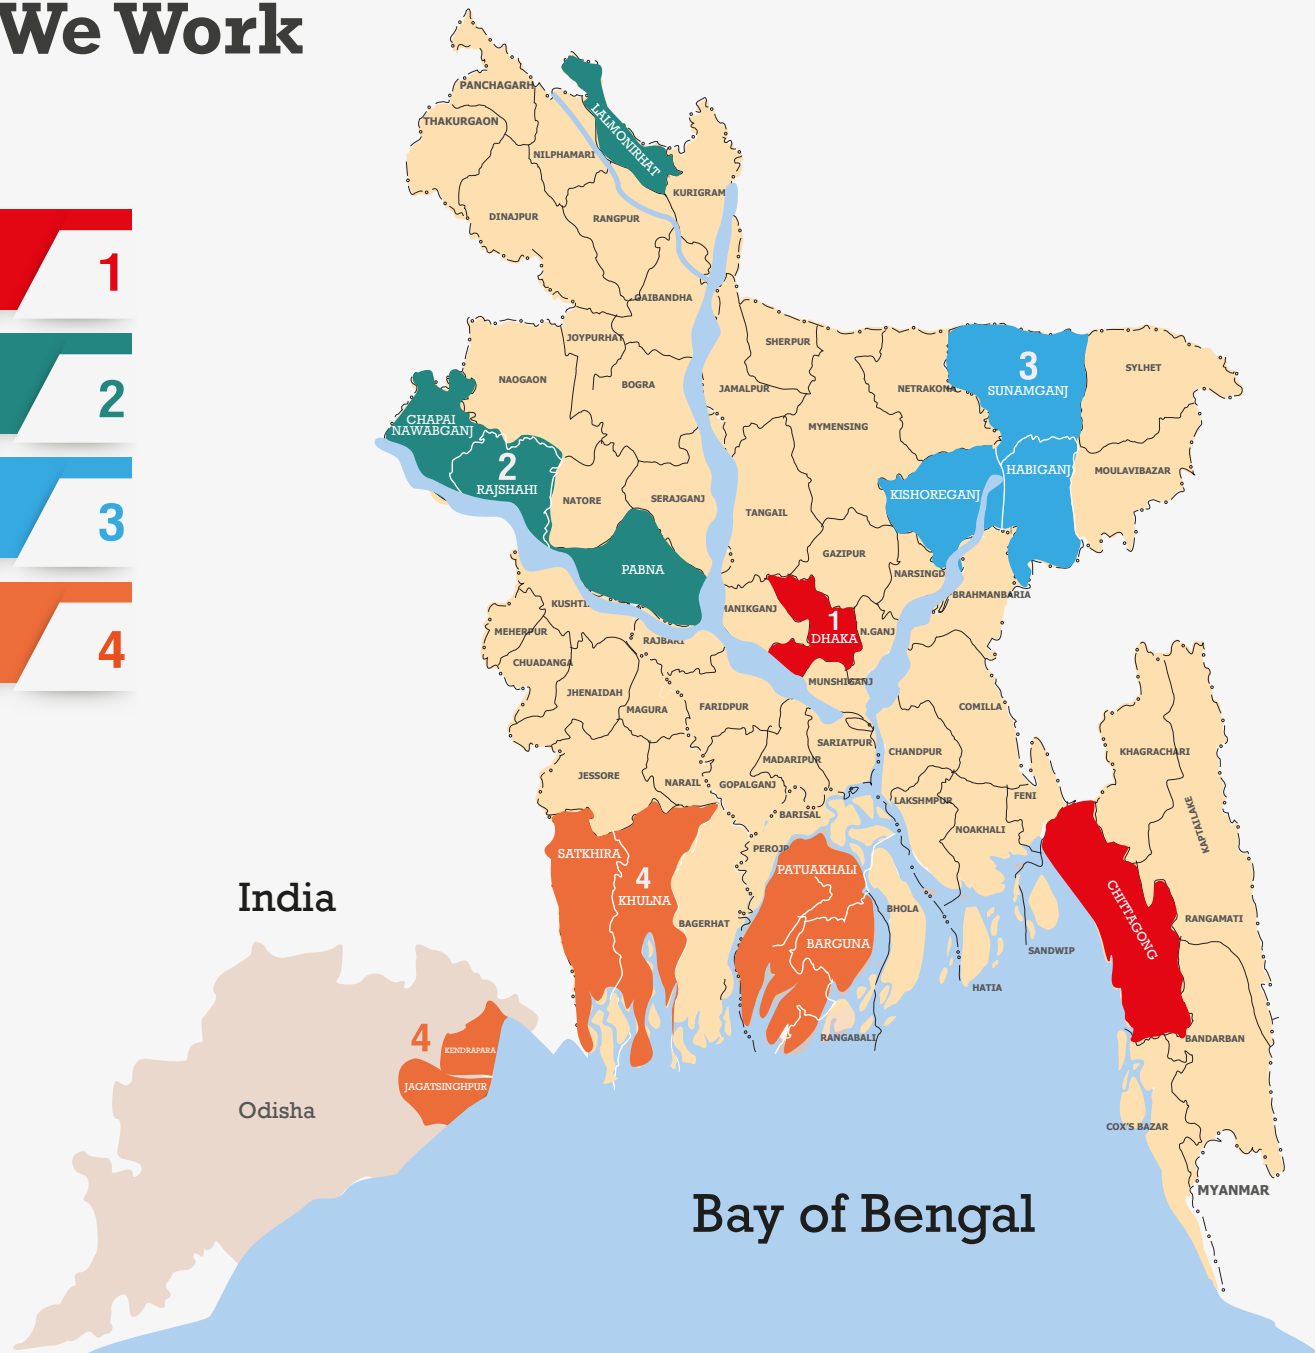 We Work
PANCHAGARH
THAKURGAON
LALMONIRHAT
NILPHAMARI
KURIGRAM
DINAJPUR
RANGPUR
1
GAIBANDHA
JOYPURHAT
SHERPUR
3
SUNAMGANJ
SYLHET
NAOGAON
BOGRA
JAMALPUR
NETRAKONA
2
CHAPAI
NAWABGANJ
MYMENSING
2
RAJSHAHI
HABIGANJ
MOULAVIBAZAR
NATORE
SERAJGANJ
KISHOREGANJ
TANGAIL
3
GAZIPUR
PABNA
NARSINGD
BRAHMANBARIA
KUSHTI
MANIKGANJ
1
DHAKA
N.GANJ
MEHERPUR
RAJBARI
4
CHUADANGA
MUNSHIGANJ
JHENAIDAH
MAGURA
FARIDPUR
COMILLA
SARIATPUR
CHANDPUR
KHAGRACHARI
MADARIPUR
JESSORE
NARAIL
GOPALGANJ
LAKSHMPUR
FENI
BARISAL
NOAKHALI
KAPTAI LAKE
PEROJP
SATKHIRA
4
KHULNA
PATUAKHALI
India
BHOLA
CHITTAGONG
RANGAMATI
BAGERHAT
BARGUNA
SANDWIP
HATIA
4
KENDRAPARA
RANGABALI
BANDARBAN
JAGATSINGHPUR
Odisha
COX'S BAZAR
MYANMAR
Bay of Bengal